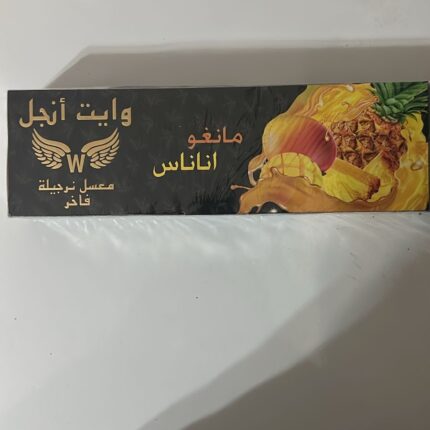 وايت أنجل
W
معسل نرجيلة
فاخر
مانغو
اناناس